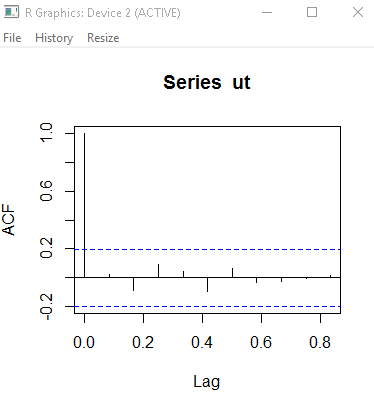 R Graphics: Device 2 (ACTIVE)
File History Resize
Series ut
1.0
0.6
0.2
-0.2
ACF
0.0 0.2 0.4 0.6 0.8
Lag